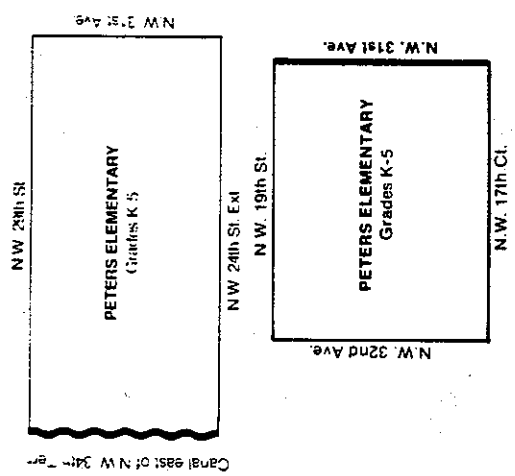 N.W. 31st Ave.
N.W. 29th St
PETERS ELEMENTARY
Grades K-5
N.W. 24th St. Ext
Canal east of N.W. 34th Terr
N.W. 31st Ave.
N.W. 19th St.
PETERS ELEMENTARY
Grades K-5
N.W. 17th Ct.
N.W. 32nd Ave.